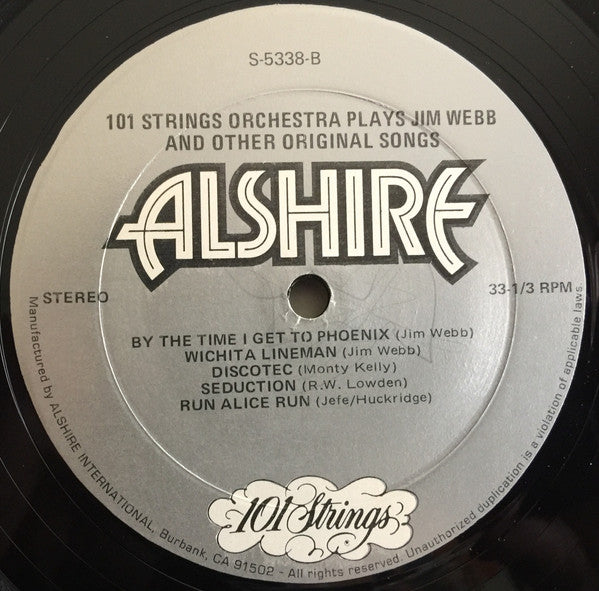 S-5338-B
101 STRINGS ORCHESTRA PLAYS JIM WEBB
AND OTHER ORIGINAL SONGS
ALSHIRE
STEREO
33-1/3 RPM
BY THE TIME I GET TO PHOENIX (Jim Webb)
WICHITA LINEMAN (Jim Webb)
DISCOTEC (Monty Kelly)
SEDUCTION (R.W. Lowden)
RUN ALICE RUN (Jefe/Huckridge)
101 Strings
Manufactured by ALSHIRE INTERNATIONAL, Burbank, CA 91502 - All rights reserved. Unauthorized duplication is a violation of applicable laws.